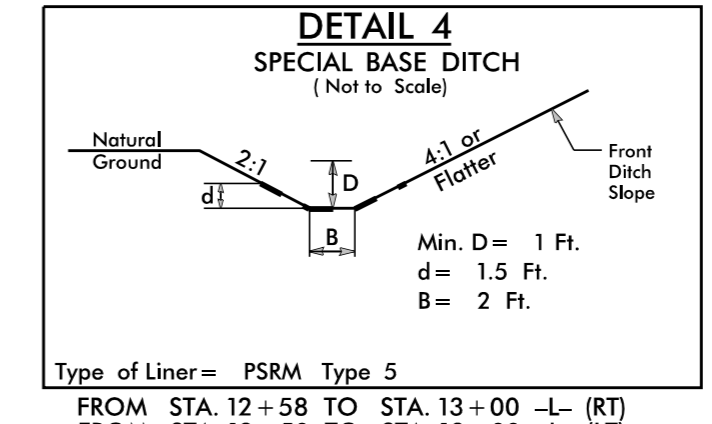 DETAIL 4
SPECIAL BASE DITCH
( Not to Scale)
Natural
Ground
2:1
d
D
B
4:1 or
Flatter
Front
Ditch
Slope
Min. D = 1 Ft.
d = 1.5 Ft.
B = 2 Ft.
Type of Liner = PSRM Type 5
FROM STA. 12+58 TO STA. 13+00 –L– (RT)